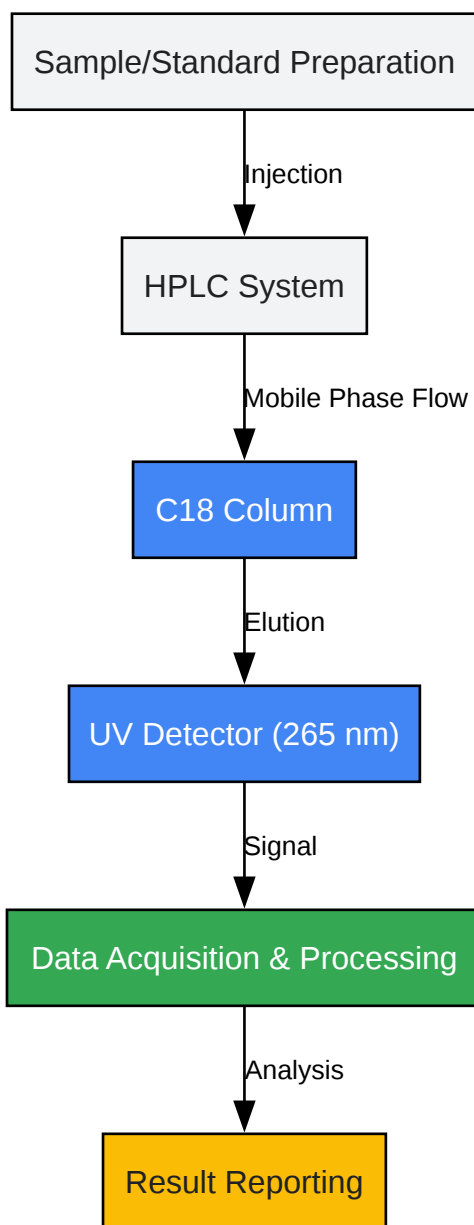 Sample/Standard Preparation
Injection
HPLC System
Mobile Phase Flow
C18 Column
Elution
UV Detector (265 nm)
Signal
Data Acquisition & Processing
Analysis
Result Reporting